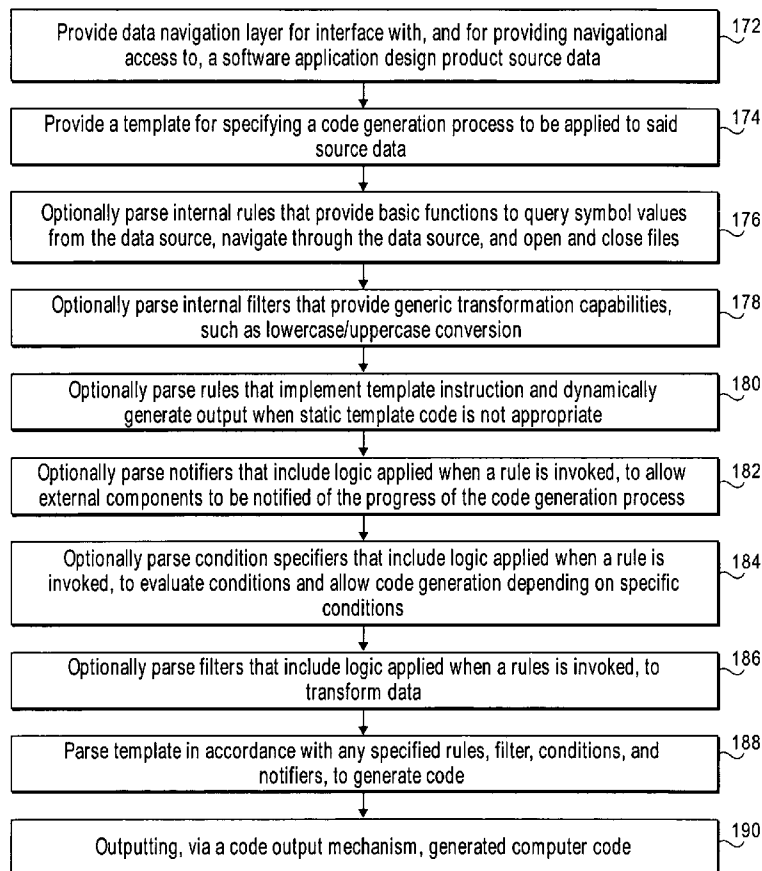 Provide data navigation layer for interface with, and for providing navigational
access to, a software application design product source data
172
Provide a template for specifying a code generation process to be applied to said
source data
174
Optionally parse internal rules that provide basic functions to query symbol values
from the data source, navigate through the data source, and open and close files
176
Optionally parse internal filters that provide generic transformation capabilities,
such as lowercase/uppercase conversion
178
Optionally parse rules that implement template instruction and dynamically
generate output when static template code is not appropriate
180
Optionally parse notifiers that include logic applied when a rule is invoked, to allow
external components to be notified of the progress of the code generation process
182
Optionally parse condition specifiers that include logic applied when a rule is
invoked, to evaluate conditions and allow code generation depending on specific
conditions
184
Optionally parse filters that include logic applied when a rules is invoked, to
transform data
186
Parse template in accordance with any specified rules, filter, conditions, and
notifiers, to generate code
188
Outputting, via a code output mechanism, generated computer code
190